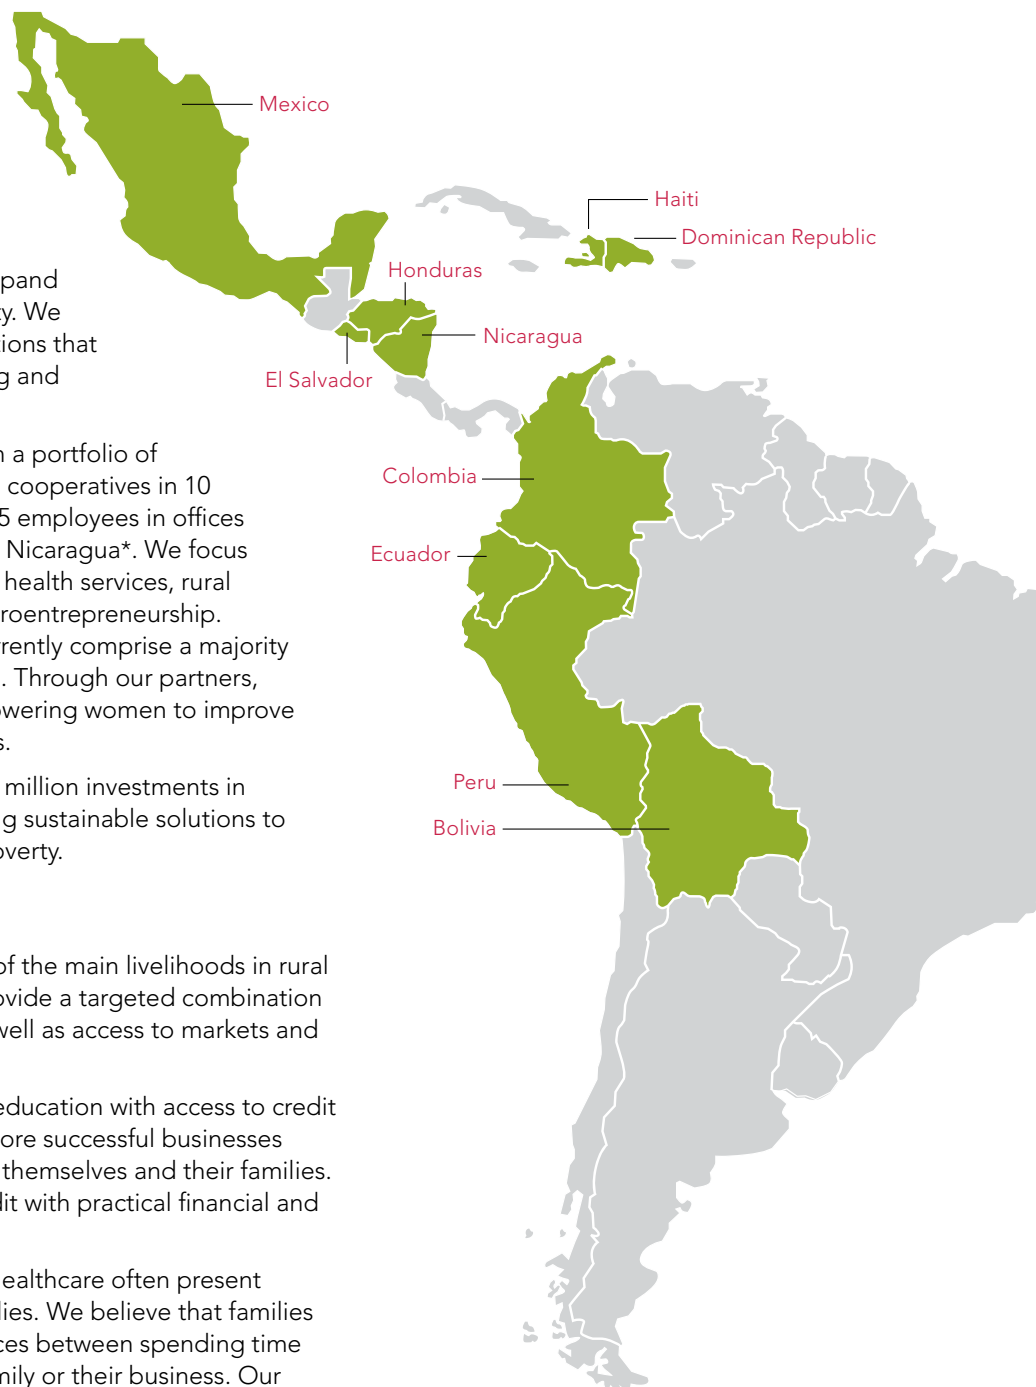 Mexico
Haiti
Dominican Republic
Honduras
Nicaragua
El Salvador
Colombia
Ecuador
Peru
Bolivia
pand
ty. We
tions that
g and
n a portfolio of
cooperatives in 10
5 employees in offices
Nicaragua*. We focus
health services, rural
roentrepreneurship.
rrently comprise a majority
. Through our partners,
owering women to improve
s.
million investments in
g sustainable solutions to
overty.
of the main livelihoods in rural
ovide a targeted combination
well as access to markets and
education with access to credit
ore successful businesses
themselves and their families.
dit with practical financial and
ealthcare often present
lies. We believe that families
ces between spending time
mily or their business. Our